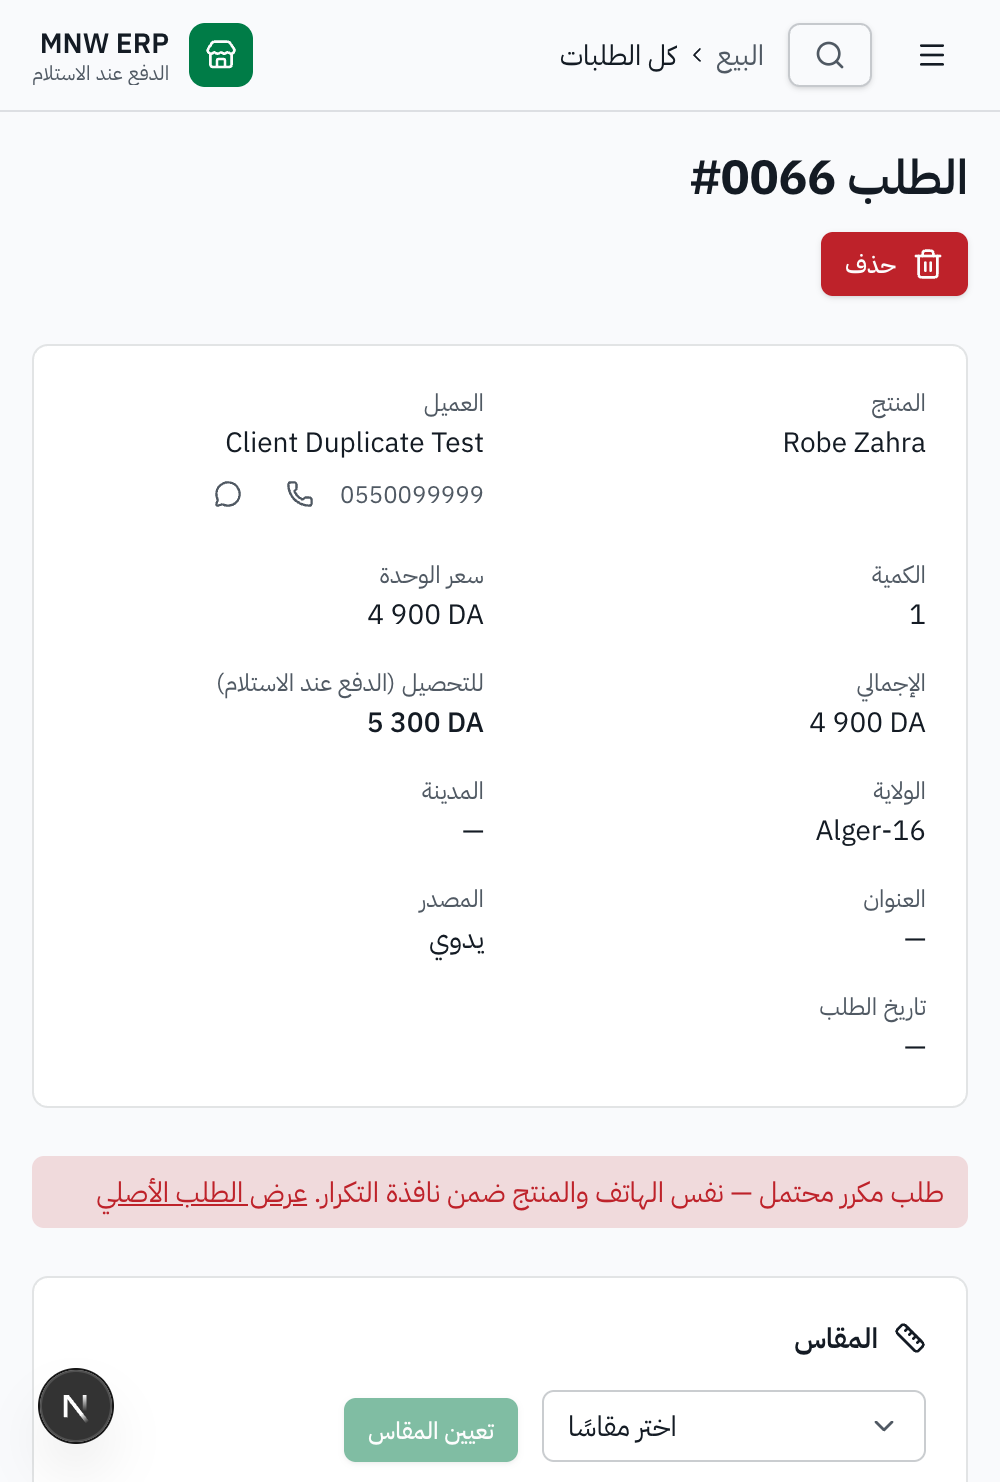 البيع › كل الطلبات
MNW ERP
الدفع عند الاستلام
الطلب 0066#
حذف
المنتج
Robe Zahra
العميل
Client Duplicate Test
0550099999
الكمية
1
سعر الوحدة
4 900 DA
الإجمالي
4 900 DA
للتحصيل (الدفع عند الاستلام)
5 300 DA
الولاية
Alger-16
المدينة
—
العنوان
—
المصدر
يدوي
تاريخ الطلب
—
طلب مكرر محتمل — نفس الهاتف والمنتج ضمن نافذة التكرار. عرض الطلب الأصلي
المقاس
اختر مقاسًا
تعيين المقاس
N